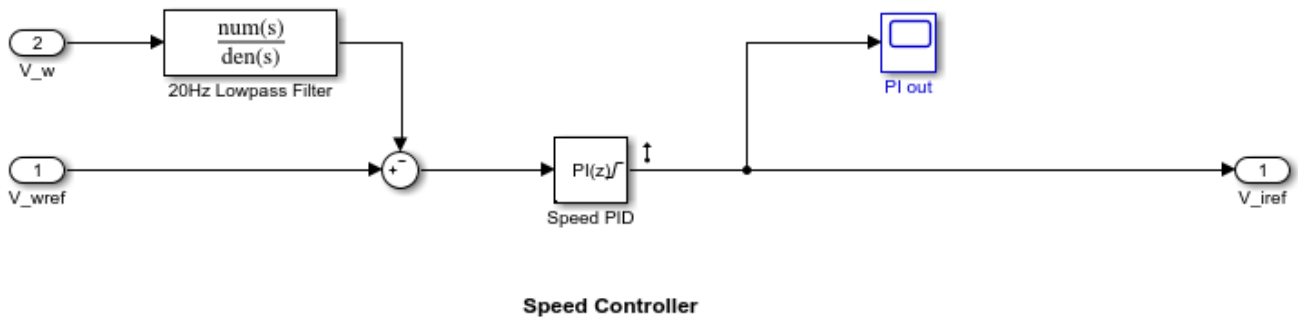 2
V_w
num(s)
den(s)
20Hz Lowpass Filter
PI out
1
V_wref
+ −
PI(z)
Speed PID
1
V_iref
Speed Controller